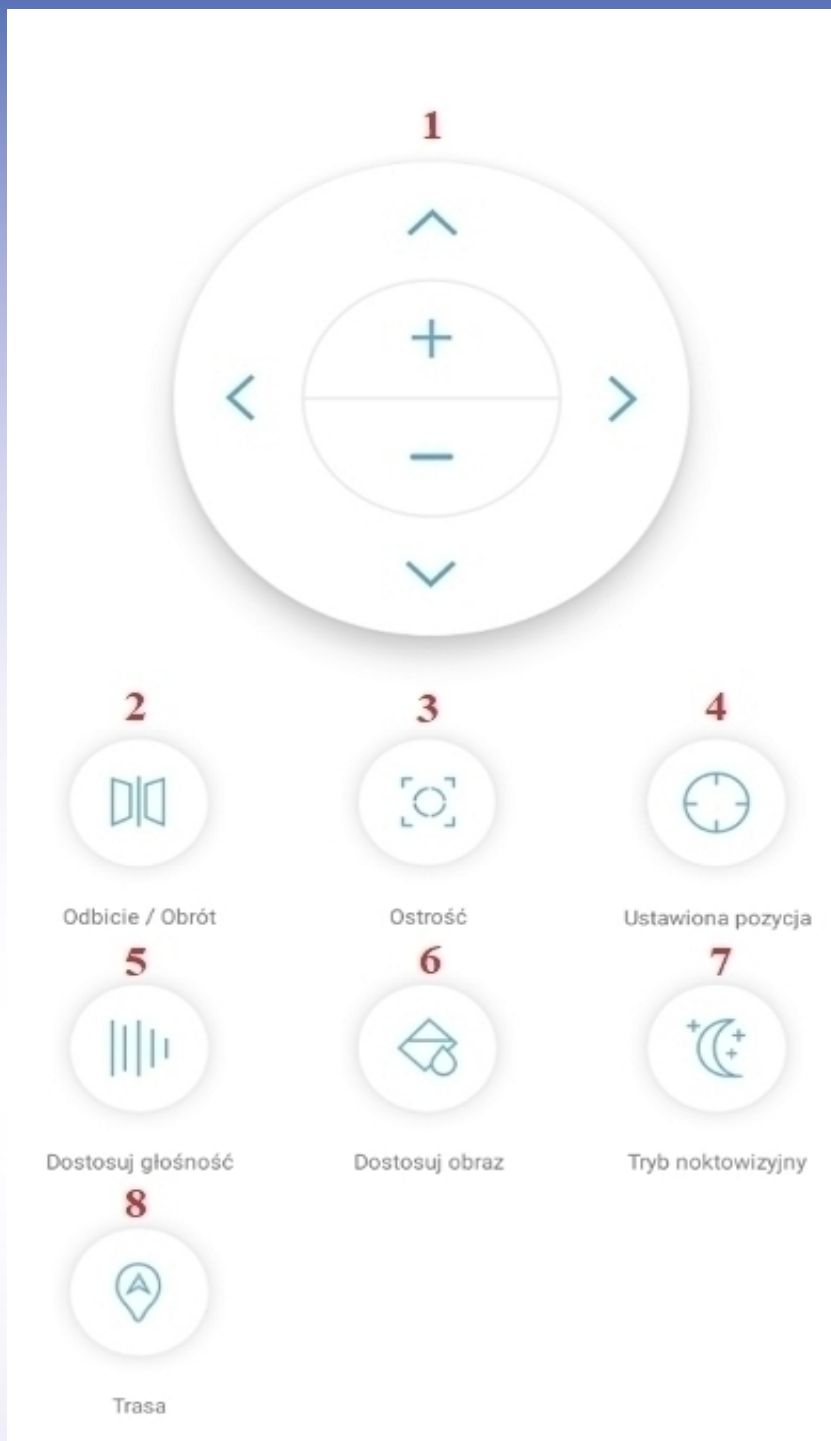 1
+
−
2 3 4
Odbicie / Obrót Ostrość Ustawiona pozycja
5 6 7
Dostosuj głośność Dostosuj obraz Tryb noktowizyjny
8
Trasa